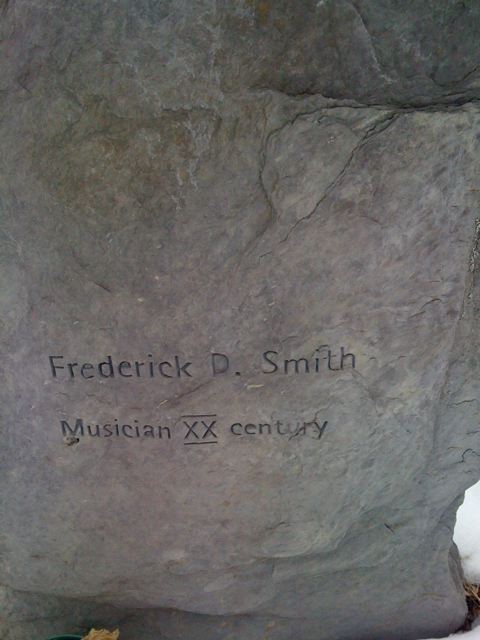 Frederick D. Smith
Musician XX century